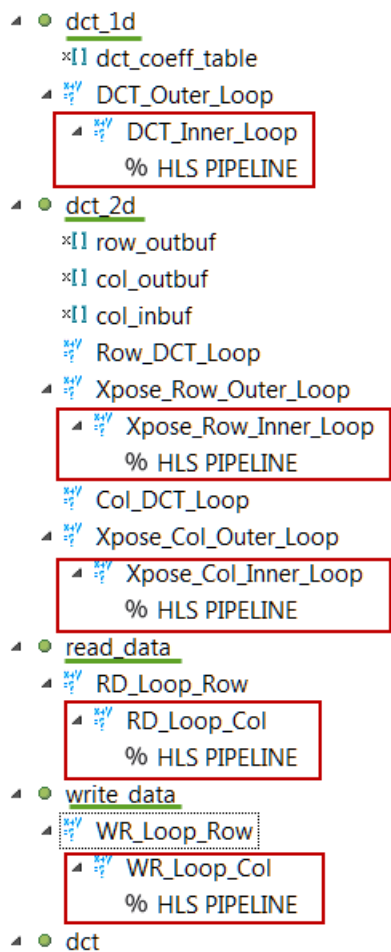 dct_1d
×[] dct_coeff_table
DCT_Outer_Loop
DCT_Inner_Loop
% HLS PIPELINE
dct_2d
×[] row_outbuf
×[] col_outbuf
×[] col_inbuf
Row_DCT_Loop
Xpose_Row_Outer_Loop
Xpose_Row_Inner_Loop
% HLS PIPELINE
Col_DCT_Loop
Xpose_Col_Outer_Loop
Xpose_Col_Inner_Loop
% HLS PIPELINE
read_data
RD_Loop_Row
RD_Loop_Col
% HLS PIPELINE
write_data
WR_Loop_Row
WR_Loop_Col
% HLS PIPELINE
dct